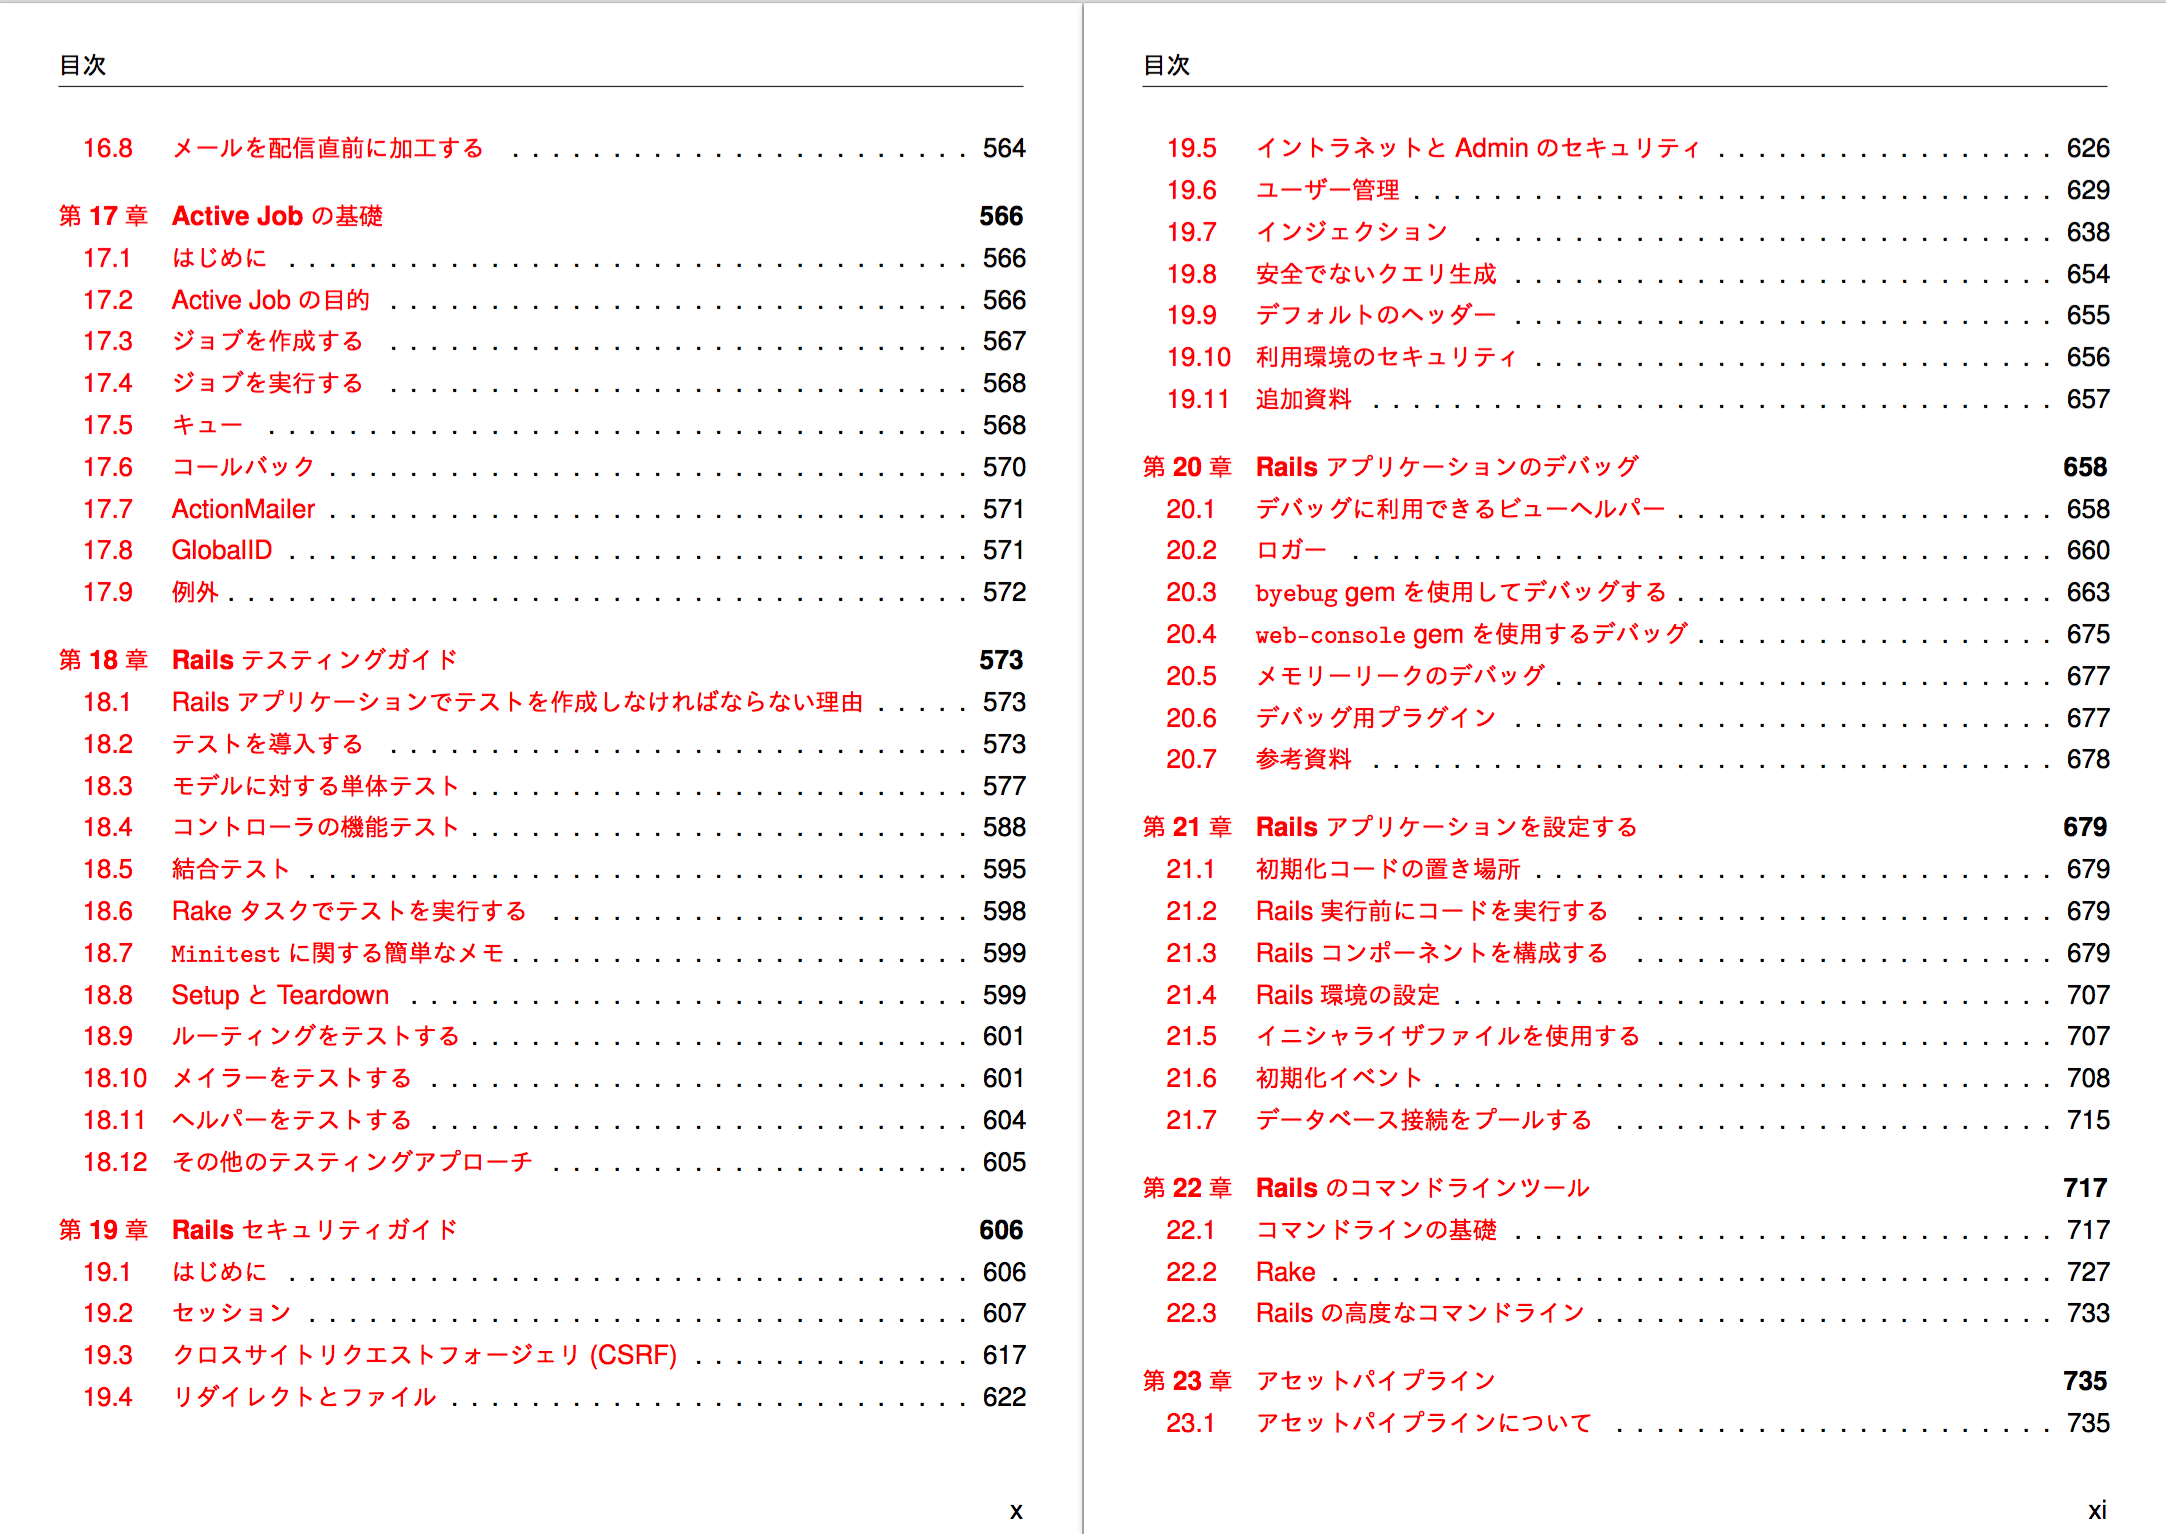 目次
16.8 メールを配信直前に加工する . . . . . . . . . . . . . . . . . . . . . . . 564
第 17 章 Active Job の基礎 566
17.1 はじめに . . . . . . . . . . . . . . . . . . . . . . . . . . . . . . . . . . 566
17.2 Active Job の目的 . . . . . . . . . . . . . . . . . . . . . . . . . . . . . 566
17.3 ジョブを作成する . . . . . . . . . . . . . . . . . . . . . . . . . . . . . 567
17.4 ジョブを実行する . . . . . . . . . . . . . . . . . . . . . . . . . . . . . 568
17.5 キュー . . . . . . . . . . . . . . . . . . . . . . . . . . . . . . . . . . . 568
17.6 コールバック . . . . . . . . . . . . . . . . . . . . . . . . . . . . . . . . 570
17.7 ActionMailer . . . . . . . . . . . . . . . . . . . . . . . . . . . . . . . . 571
17.8 GlobalID . . . . . . . . . . . . . . . . . . . . . . . . . . . . . . . . . . 571
17.9 例外 . . . . . . . . . . . . . . . . . . . . . . . . . . . . . . . . . . . . . 572
第 18 章 Rails テスティングガイド 573
18.1 Rails アプリケーションでテストを作成しなければならない理由 . . . . . 573
18.2 テストを導入する . . . . . . . . . . . . . . . . . . . . . . . . . . . . . 573
18.3 モデルに対する単体テスト . . . . . . . . . . . . . . . . . . . . . . . . . 577
18.4 コントローラの機能テスト . . . . . . . . . . . . . . . . . . . . . . . . . 588
18.5 結合テスト . . . . . . . . . . . . . . . . . . . . . . . . . . . . . . . . . 595
18.6 Rake タスクでテストを実行する . . . . . . . . . . . . . . . . . . . . . 598
18.7 Minitest に関する簡単なメモ . . . . . . . . . . . . . . . . . . . . . . . 599
18.8 Setup と Teardown . . . . . . . . . . . . . . . . . . . . . . . . . . . . 599
18.9 ルーティングをテストする . . . . . . . . . . . . . . . . . . . . . . . . . 601
18.10 メイラーをテストする . . . . . . . . . . . . . . . . . . . . . . . . . . . 601
18.11 ヘルパーをテストする . . . . . . . . . . . . . . . . . . . . . . . . . . . 604
18.12 その他のテスティングアプローチ . . . . . . . . . . . . . . . . . . . . . 605
第 19 章 Rails セキュリティガイド 606
19.1 はじめに . . . . . . . . . . . . . . . . . . . . . . . . . . . . . . . . . . 606
19.2 セッション . . . . . . . . . . . . . . . . . . . . . . . . . . . . . . . . . 607
19.3 クロスサイトリクエストフォージェリ (CSRF) . . . . . . . . . . . . . . 617
19.4 リダイレクトとファイル . . . . . . . . . . . . . . . . . . . . . . . . . . 622
x
目次
19.5 イントラネットと Admin のセキュリティ . . . . . . . . . . . . . . . . . 626
19.6 ユーザー管理 . . . . . . . . . . . . . . . . . . . . . . . . . . . . . . . . 629
19.7 インジェクション . . . . . . . . . . . . . . . . . . . . . . . . . . . . . 638
19.8 安全でないクエリ生成 . . . . . . . . . . . . . . . . . . . . . . . . . . . 654
19.9 デフォルトのヘッダー . . . . . . . . . . . . . . . . . . . . . . . . . . . 655
19.10 利用環境のセキュリティ . . . . . . . . . . . . . . . . . . . . . . . . . . 656
19.11 追加資料 . . . . . . . . . . . . . . . . . . . . . . . . . . . . . . . . . . 657
第 20 章 Rails アプリケーションのデバッグ 658
20.1 デバッグに利用できるビューヘルパー . . . . . . . . . . . . . . . . . . . 658
20.2 ロガー . . . . . . . . . . . . . . . . . . . . . . . . . . . . . . . . . . . 660
20.3 byebug gem を使用してデバッグする . . . . . . . . . . . . . . . . . . . 663
20.4 web-console gem を使用するデバッグ . . . . . . . . . . . . . . . . . . 675
20.5 メモリーリークのデバッグ . . . . . . . . . . . . . . . . . . . . . . . . . 677
20.6 デバッグ用プラグイン . . . . . . . . . . . . . . . . . . . . . . . . . . . 677
20.7 参考資料 . . . . . . . . . . . . . . . . . . . . . . . . . . . . . . . . . . 678
第 21 章 Rails アプリケーションを設定する 679
21.1 初期化コードの置き場所 . . . . . . . . . . . . . . . . . . . . . . . . . . 679
21.2 Rails 実行前にコードを実行する . . . . . . . . . . . . . . . . . . . . . 679
21.3 Rails コンポーネントを構成する . . . . . . . . . . . . . . . . . . . . . 679
21.4 Rails 環境の設定 . . . . . . . . . . . . . . . . . . . . . . . . . . . . . . 707
21.5 イニシャライザファイルを使用する . . . . . . . . . . . . . . . . . . . . 707
21.6 初期化イベント . . . . . . . . . . . . . . . . . . . . . . . . . . . . . . . 708
21.7 データベース接続をプールする . . . . . . . . . . . . . . . . . . . . . . 715
第 22 章 Rails のコマンドラインツール 717
22.1 コマンドラインの基礎 . . . . . . . . . . . . . . . . . . . . . . . . . . . 717
22.2 Rake . . . . . . . . . . . . . . . . . . . . . . . . . . . . . . . . . . . . 727
22.3 Rails の高度なコマンドライン . . . . . . . . . . . . . . . . . . . . . . . 733
第 23 章 アセットパイプライン 735
23.1 アセットパイプラインについて . . . . . . . . . . . . . . . . . . . . . . 735
xi